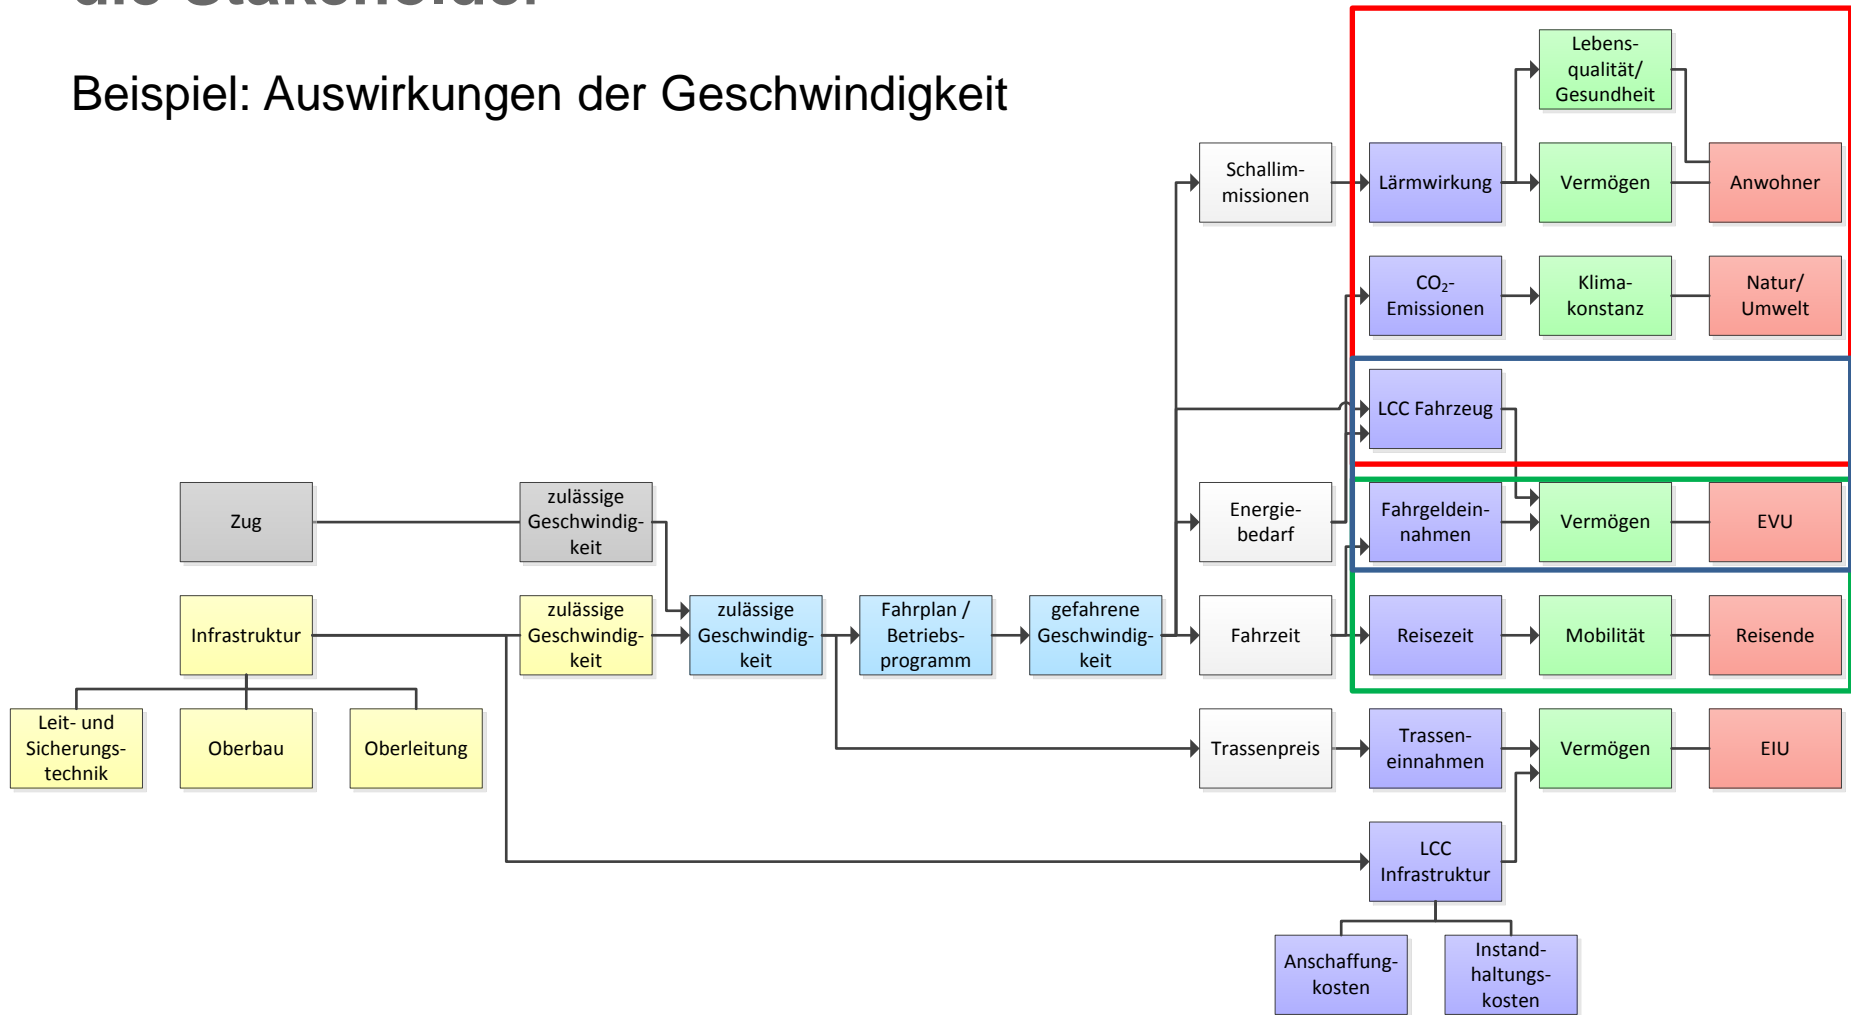 die Stakeholder
Beispiel: Auswirkungen der Geschwindigkeit
Lebens-
qualität/
Gesundheit
Schallim-
missionen
Lärmwirkung
Vermögen
Anwohner
CO₂-
Emissionen
Klima-
konstanz
Natur/
Umwelt
LCC Fahrzeug
Zug
zulässige
Geschwindig-
keit
Energie-
bedarf
Fahrgeldein-
nahmen
Vermögen
EVU
Infrastruktur
zulässige
Geschwindig-
keit
zulässige
Geschwindig-
keit
Fahrplan /
Betriebs-
programm
gefahrene
Geschwindig-
keit
Fahrzeit
Reisezeit
Mobilität
Reisende
Leit- und
Sicherungs-
technik
Oberbau
Oberleitung
Trassenpreis
Trassen-
einnahmen
Vermögen
EIU
LCC
Infrastruktur
Anschaffung-
kosten
Instand-
haltungs-
kosten